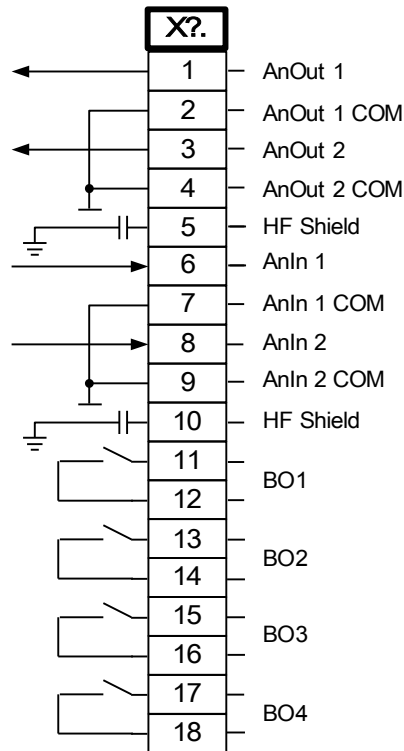 X?.
1 AnOut 1
2 AnOut 1 COM
3 AnOut 2
4 AnOut 2 COM
5 HF Shield
6 AnIn 1
7 AnIn 1 COM
8 AnIn 2
9 AnIn 2 COM
10 HF Shield
11
BO1
12
13
BO2
14
15
BO3
16
17
BO4
18